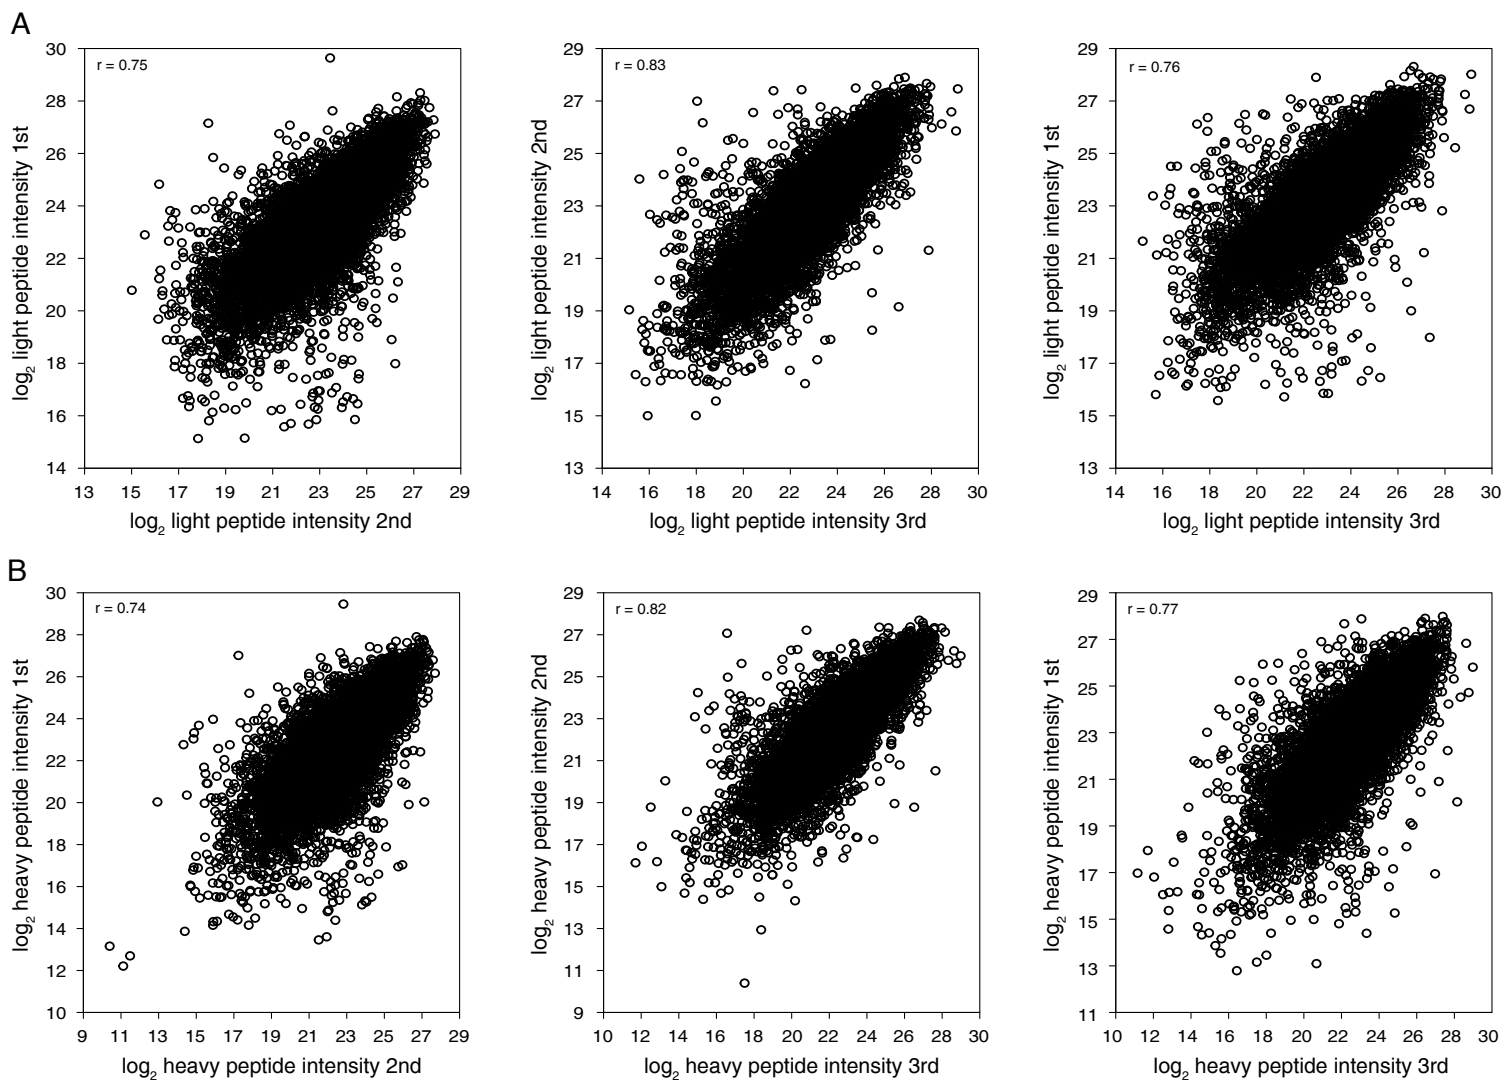 A
r = 0.75
30
28
26
24
22
20
18
16
14
log2 light peptide intensity 1st
13 15 17 19 21 23 25 27 29
log2 light peptide intensity 2nd
r = 0.83
29
27
25
23
21
19
17
15
13
log2 light peptide intensity 2nd
14 16 18 20 22 24 26 28 30
log2 light peptide intensity 3rd
r = 0.76
29
27
25
23
21
19
17
15
13
log2 light peptide intensity 1st
14 16 18 20 22 24 26 28 30
log2 light peptide intensity 3rd
B
r = 0.74
30
28
26
24
22
20
18
16
14
12
10
log2 heavy peptide intensity 1st
9 11 13 15 17 19 21 23 25 27 29
log2 heavy peptide intensity 2nd
r = 0.82
29
27
25
23
21
19
17
15
13
11
9
log2 heavy peptide intensity 2nd
10 12 14 16 18 20 22 24 26 28 30
log2 heavy peptide intensity 3rd
r = 0.77
29
27
25
23
21
19
17
15
13
11
log2 heavy peptide intensity 1st
10 12 14 16 18 20 22 24 26 28 30
log2 heavy peptide intensity 3rd